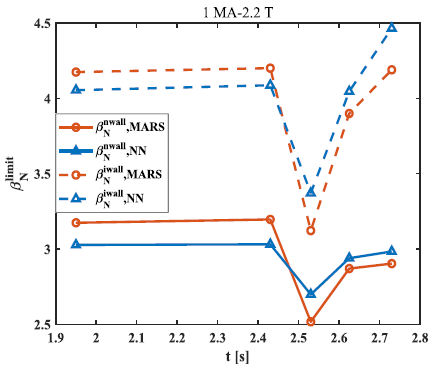 1 MA-2.2 T
4.5
4
3.5
3
2.5
β_N^limit
β_N^nwall,MARS
β_N^nwall,NN
β_N^iwall,MARS
β_N^iwall,NN
1.9 2 2.1 2.2 2.3 2.4 2.5 2.6 2.7 2.8
t [s]